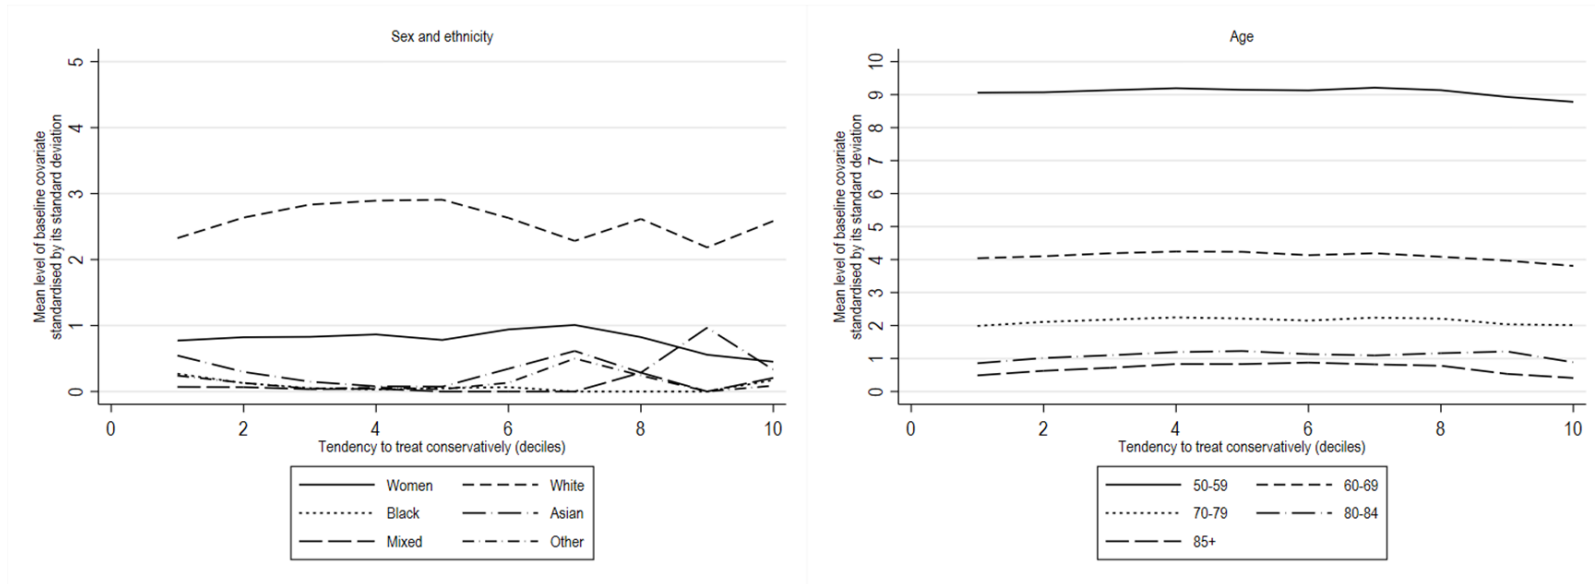 Sex and ethnicity
Mean level of baseline covariate
standardised by its standard deviation
5
4
3
2
1
0
0 2 4 6 8 10
Tendency to treat conservatively (deciles)
Women White
Black Asian
Mixed Other
Age
Mean level of baseline covariate
standardised by its standard deviation
10
9
8
7
6
5
4
3
2
1
0
0 2 4 6 8 10
Tendency to treat conservatively (deciles)
50-59 60-69
70-79 80-84
85+